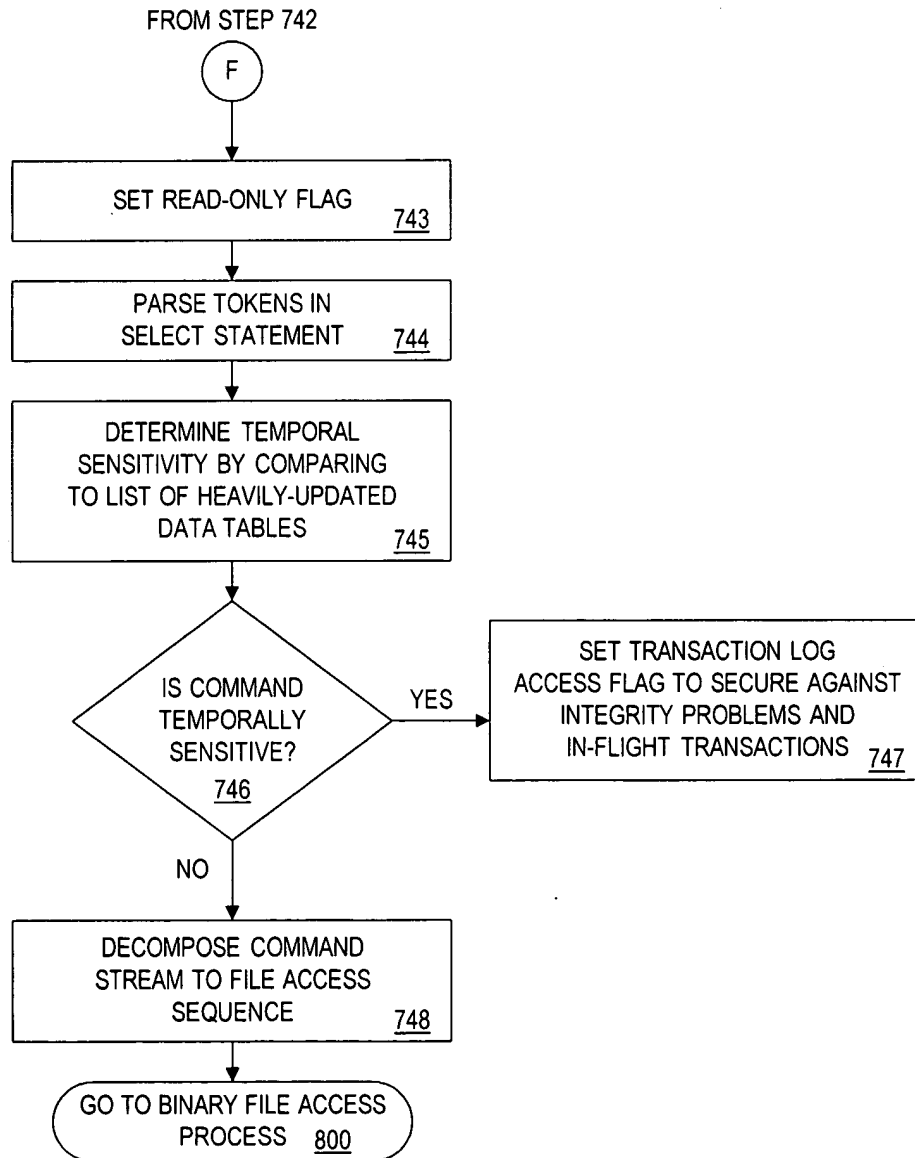 FROM STEP 742
F
SET READ-ONLY FLAG
743
PARSE TOKENS IN
SELECT STATEMENT
744
DETERMINE TEMPORAL
SENSITIVITY BY COMPARING
TO LIST OF HEAVILY-UPDATED
DATA TABLES
745
IS COMMAND
TEMPORALLY
SENSITIVE?
746
YES
SET TRANSACTION LOG
ACCESS FLAG TO SECURE AGAINST
INTEGRITY PROBLEMS AND
IN-FLIGHT TRANSACTIONS
747
NO
DECOMPOSE COMMAND
STREAM TO FILE ACCESS
SEQUENCE
748
GO TO BINARY FILE ACCESS
PROCESS 800